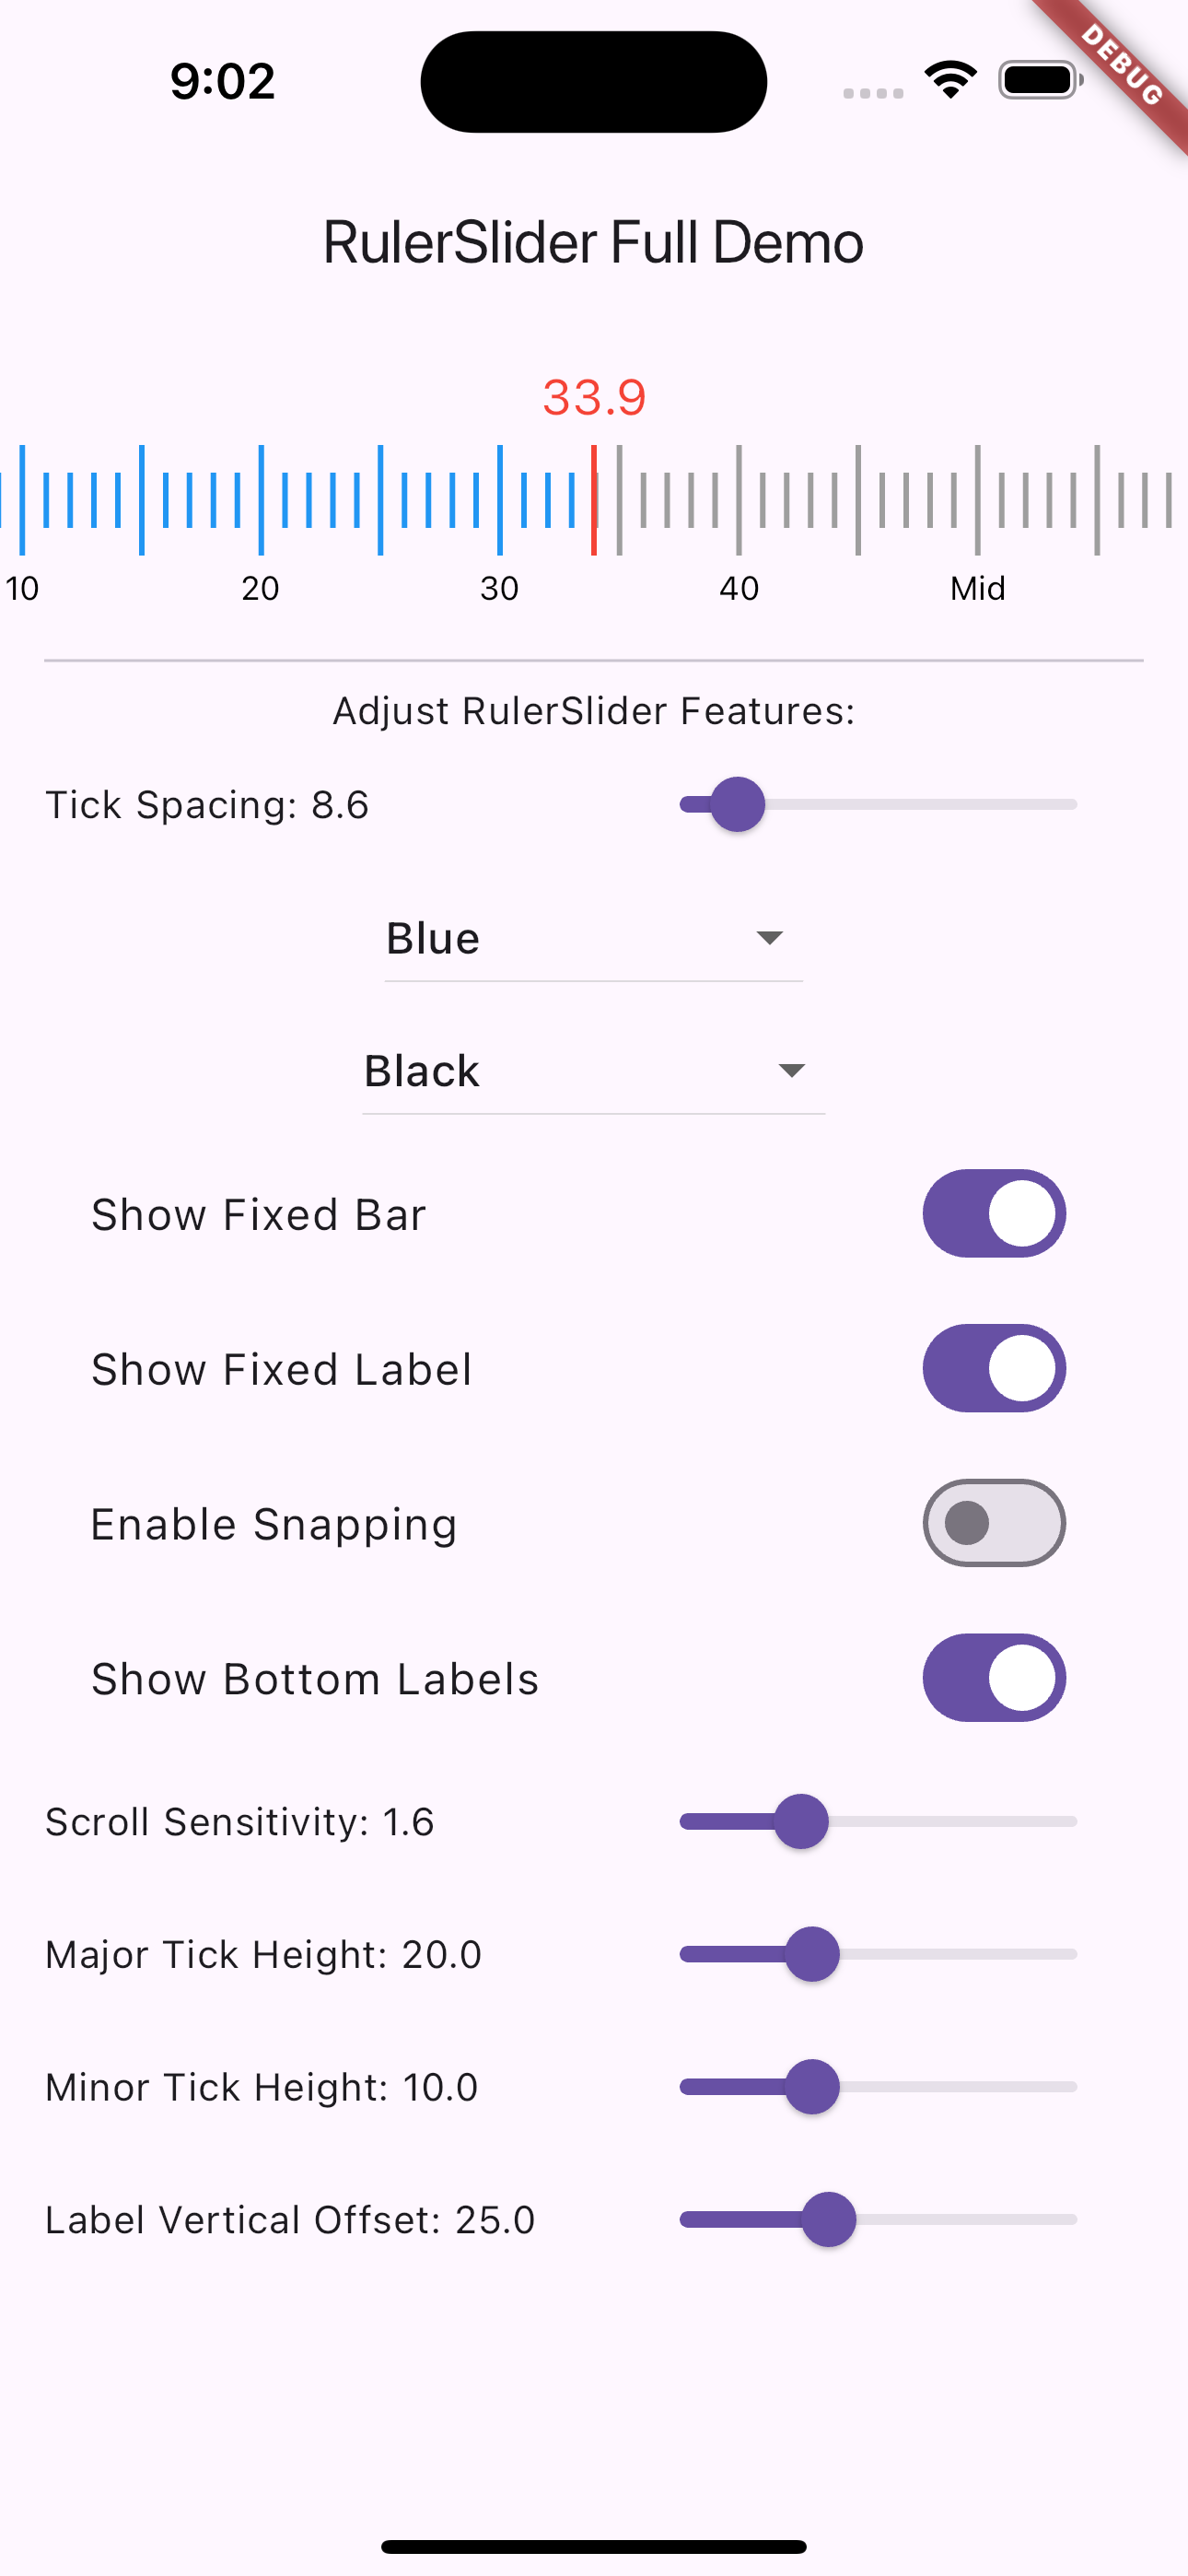 9:02
DEBUG
RulerSlider Full Demo
33.9
10 20 30 40 Mid
Adjust RulerSlider Features:
Tick Spacing: 8.6
Blue
Black
Show Fixed Bar
Show Fixed Label
Enable Snapping
Show Bottom Labels
Scroll Sensitivity: 1.6
Major Tick Height: 20.0
Minor Tick Height: 10.0
Label Vertical Offset: 25.0